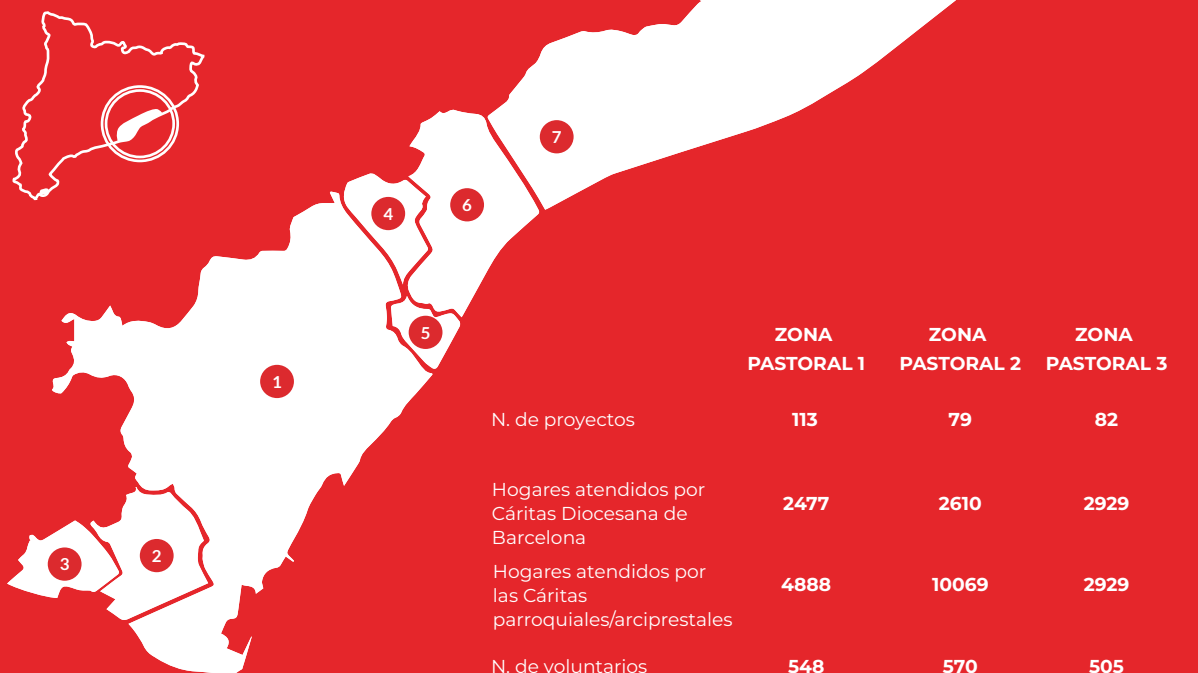 7
4
6
5
1
2
3
ZONA PASTORAL 1
ZONA PASTORAL 2
ZONA PASTORAL 3
N. de proyectos 113 79 82
Hogares atendidos por
Cáritas Diocesana de
Barcelona
2477 2610 2929
Hogares atendidos por
las Cáritas
parroquiales/arciprestales
4888 10069 2929
N. de voluntarios 548 570 505